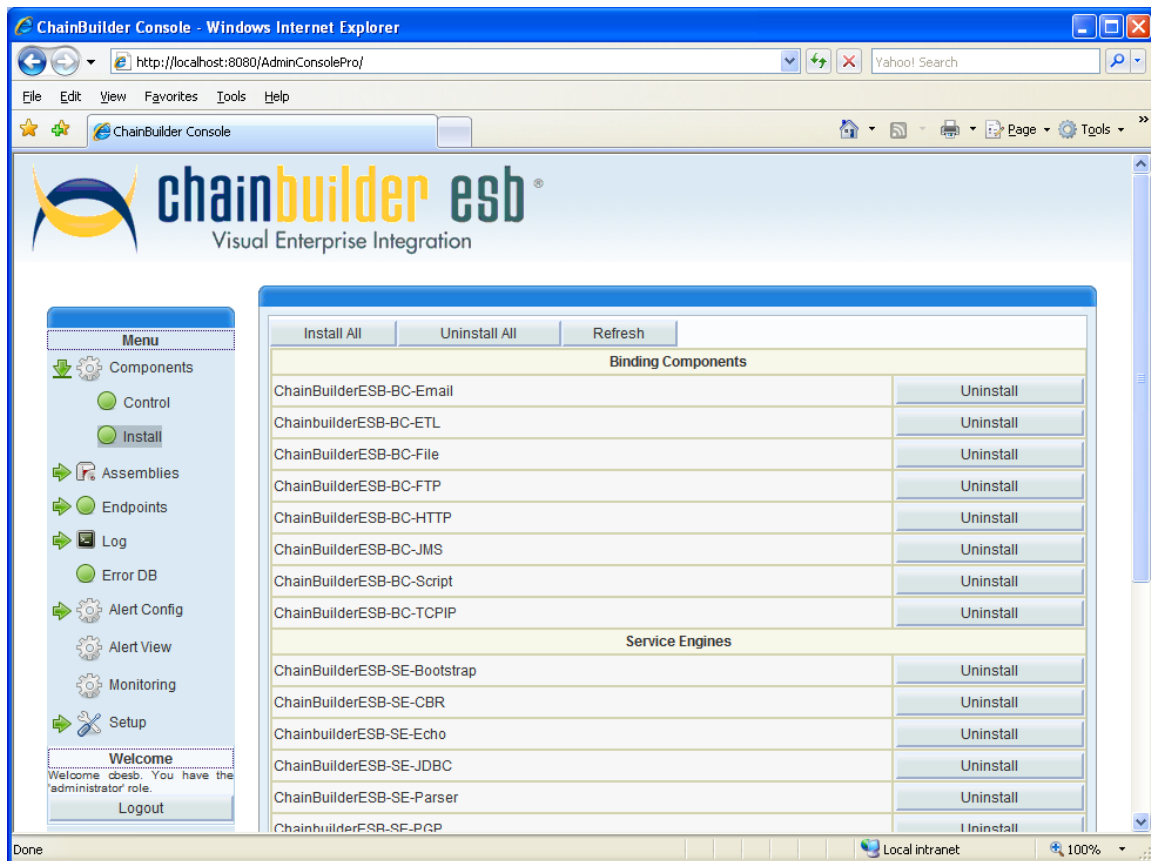 ChainBuilder Console - Windows Internet Explorer
http://localhost:8080/AdminConsolePro/
Yahoo! Search
File Edit View Favorites Tools Help
ChainBuilder Console
Page Tools »
chainbuilder esb ®
Visual Enterprise Integration
Menu
Components
Control
Install
Assemblies
Endpoints
Log
Error DB
Alert Config
Alert View
Monitoring
Setup
Welcome
Welcome cbesb. You have the
'administrator' role.
Logout
Install All Uninstall All Refresh
Binding Components
ChainBuilderESB-BC-Email Uninstall
ChainbuilderESB-BC-ETL Uninstall
ChainBuilderESB-BC-File Uninstall
ChainBuilderESB-BC-FTP Uninstall
ChainBuilderESB-BC-HTTP Uninstall
ChainBuilderESB-BC-JMS Uninstall
ChainBuilderESB-BC-Script Uninstall
ChainBuilderESB-BC-TCPIP Uninstall
Service Engines
ChainBuilderESB-SE-Bootstrap Uninstall
ChainBuilderESB-SE-CBR Uninstall
ChainbuilderESB-SE-Echo Uninstall
ChainBuilderESB-SE-JDBC Uninstall
ChainBuilderESB-SE-Parser Uninstall
ChainbuilderESB-SE-PGP Uninstall
Done Local intranet 100%